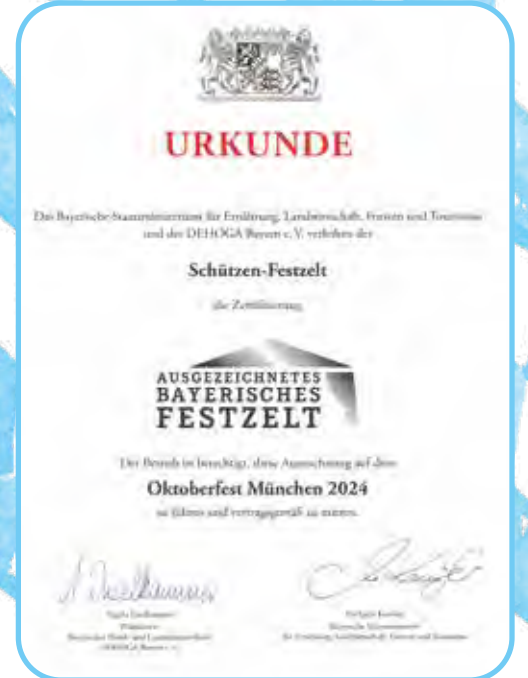 URKUNDE
Das Bayerische Staatsministerium für Ernährung, Landwirtschaft, Forsten und Tourismus
und der DEHOGA Bayern e. V. verleihen der
Schützen-Festzelt
die Zertifizierung
AUSGEZEICHNETES
BAYERISCHES
FESTZELT
Der Betrieb ist berechtigt, diese Auszeichnung auf dem
Oktoberfest München 2024
zu führen und vertragsgemäß zu nutzen.
DEHOGA Bayern e. V.